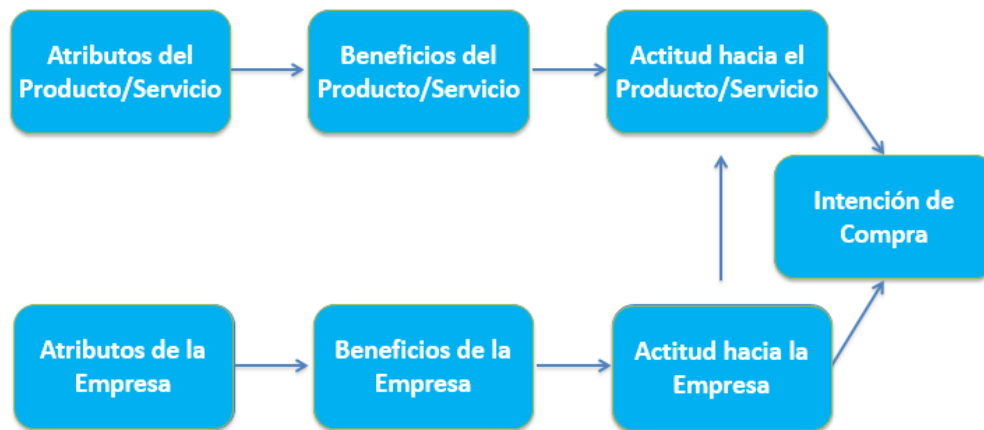 Atributos del
Producto/Servicio
Beneficios del
Producto/Servicio
Actitud hacia el
Producto/Servicio
Intención de
Compra
Atributos de la
Empresa
Beneficios de la
Empresa
Actitud hacia la
Empresa